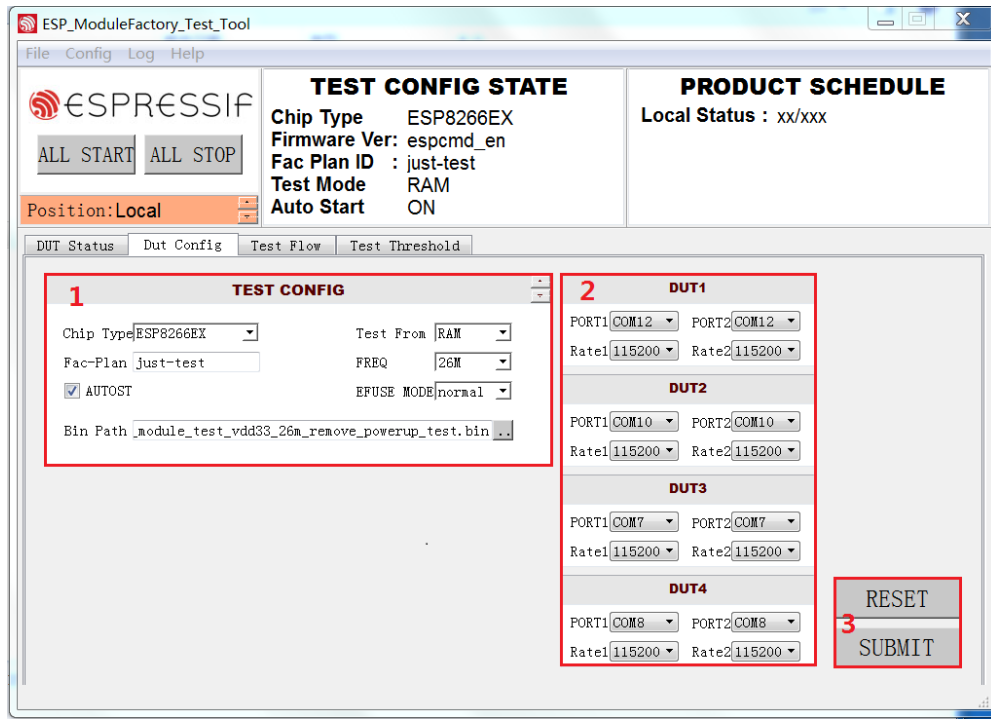 ESP_ModuleFactory_Test_Tool
File Config Log Help
ESPRESSIF
ALL START ALL STOP
Position:Local
TEST CONFIG STATE
Chip Type ESP8266EX
Firmware Ver: espcmd_en
Fac Plan ID : just-test
Test Mode RAM
Auto Start ON
PRODUCT SCHEDULE
Local Status : xx/xxx
DUT Status Dut Config Test Flow Test Threshold
1
TEST CONFIG
Chip Type ESP8266EX Test From RAM
Fac-Plan just-test FREQ 26M
AUTOST EFUSE MODE normal
Bin Path _module_test_vdd33_26m_remove_powerup_test.bin ..
2
DUT1
PORT1 COM12 PORT2 COM12
Rate1 115200 Rate2 115200
DUT2
PORT1 COM10 PORT2 COM10
Rate1 115200 Rate2 115200
DUT3
PORT1 COM7 PORT2 COM7
Rate1 115200 Rate2 115200
DUT4
PORT1 COM8 PORT2 COM8
Rate1 115200 Rate2 115200
RESET
3
SUBMIT